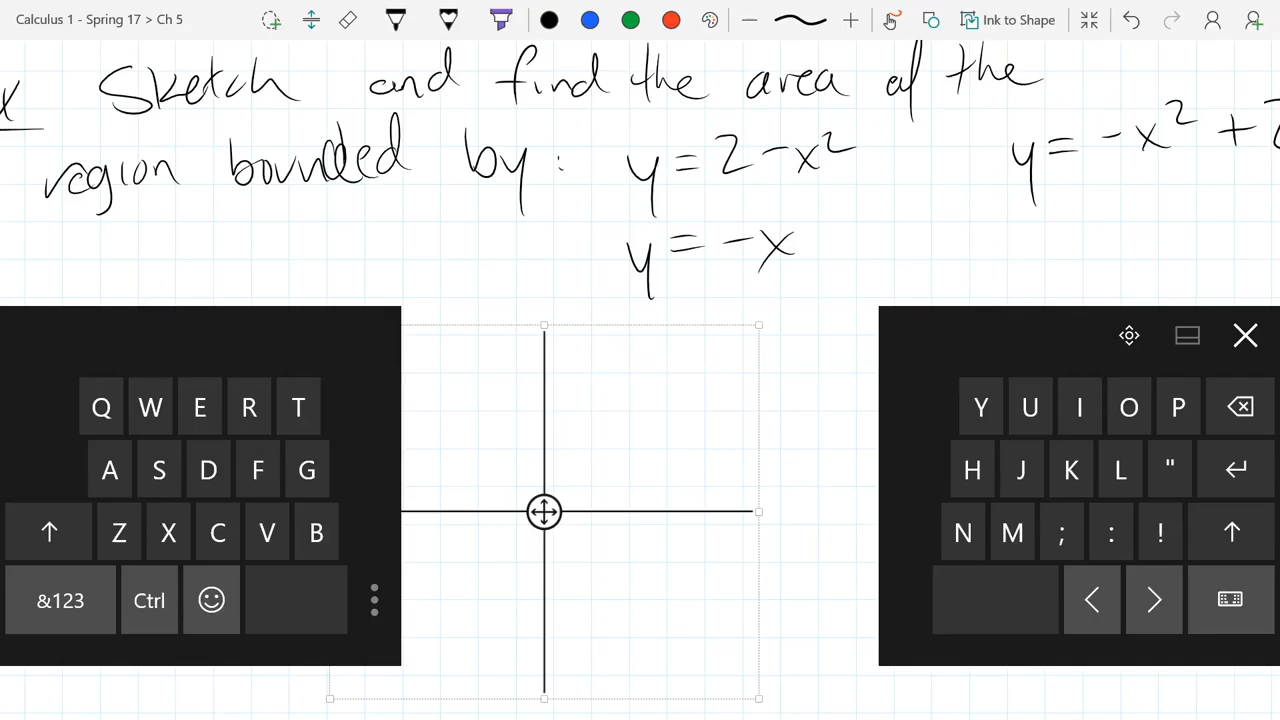 Calculus 1 - Spring 17 > Ch 5
Ink to Shape
x Sketch and find the area of the
region bounded by: y = 2 - x²
y = -x² + 2
y = -x
Q W E R T
A S D F G
Z X C V B
&123 Ctrl
Y U I O P
H J K L "
N M ; : !